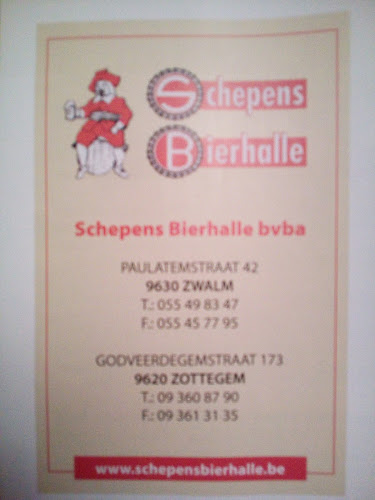 Schepens
Bierhalle
Schepens Bierhalle bvba
PAULATEMSTRAAT 42
9630 ZWALM
T.: 055 49 83 47
F.: 055 45 77 95
GODVEERDEGEMSTRAAT 173
9620 ZOTTEGEM
T.: 09 360 87 90
F.: 09 361 31 35
www.schepensbierhalle.be